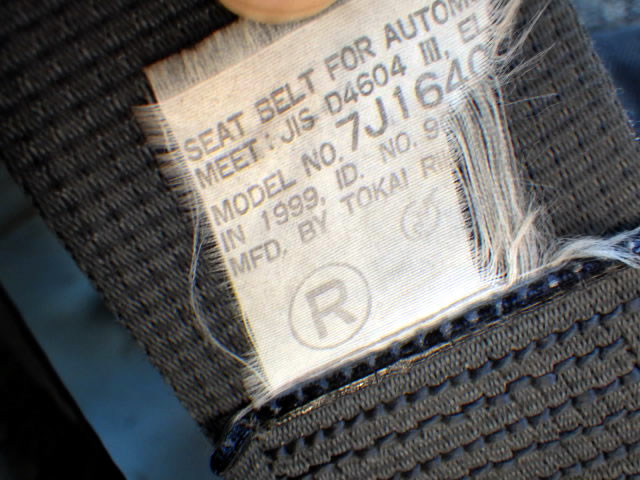 SEAT BELT FOR AUTOM
MEET : JIS D4604 III, EL
MODEL NO. 7J1640
IN 1999, ID. NO. 9
MFD. BY TOKAI RI
R